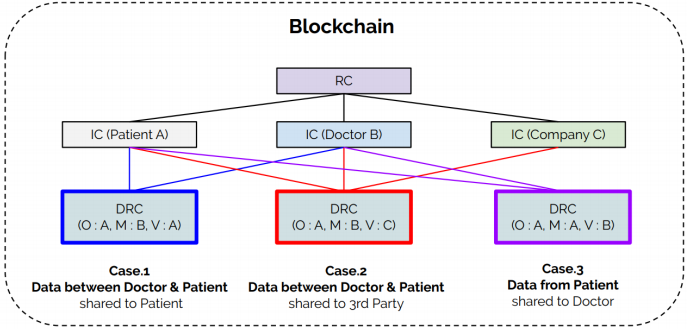 Blockchain
RC
IC (Patient A)
IC (Doctor B)
IC (Company C)
DRC
(O : A, M : B, V : A)
DRC
(O : A, M : B, V : C)
DRC
(O : A, M : A, V : B)
Case.1
Data between Doctor & Patient
shared to Patient
Case.2
Data between Doctor & Patient
shared to 3rd Party
Case.3
Data from Patient
shared to Doctor